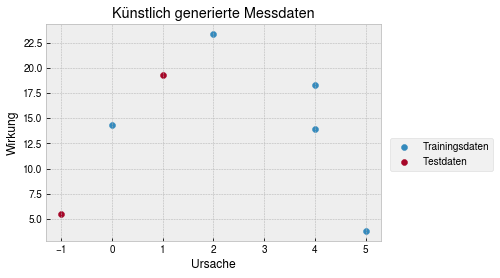 Künstlich generierte Messdaten
22.5
20.0
17.5
15.0
12.5
10.0
7.5
5.0
Wirkung
−1 0 1 2 3 4 5
Ursache
Trainingsdaten
Testdaten